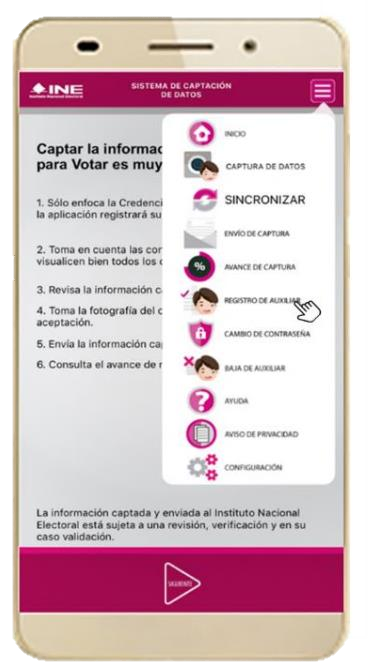 INE
Instituto Nacional Electoral
SISTEMA DE CAPTACIÓN
DE DATOS
Captar la informac
para Votar es muy
1. Sólo enfoca la Credenci
la aplicación registrará su
2. Toma en cuenta las con
visualicen bien todos los
3. Revisa la información c
4. Toma la fotografía del c
aceptación.
5. Envía la información ca
6. Consulta el avance de r
INICIO
CAPTURA DE DATOS
SINCRONIZAR
ENVÍO DE CAPTURA
%
AVANCE DE CAPTURA
REGISTRO DE AUXILIAR
CAMBIO DE CONTRASEÑA
BAJA DE AUXILIAR
?
AYUDA
AVISO DE PRIVACIDAD
CONFIGURACIÓN
La información captada y enviada al Instituto Nacional
Electoral está sujeta a una revisión, verificación y en su
caso validación.
SIGUIENTE